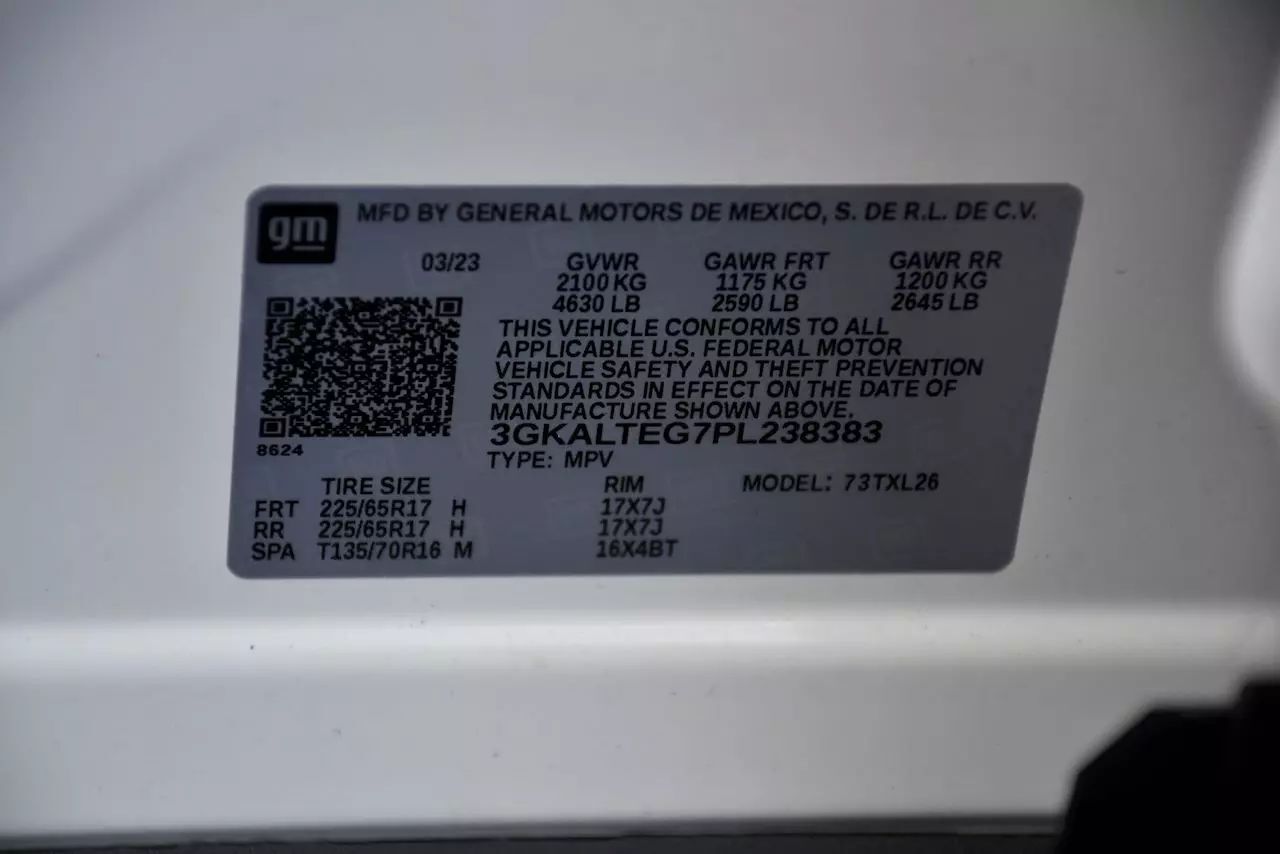 gm
MFD BY GENERAL MOTORS DE MEXICO, S. DE R.L. DE C.V.
03/23 GVWR GAWR FRT GAWR RR
2100 KG 1175 KG 1200 KG
4630 LB 2590 LB 2645 LB
THIS VEHICLE CONFORMS TO ALL
APPLICABLE U.S. FEDERAL MOTOR
VEHICLE SAFETY AND THEFT PREVENTION
STANDARDS IN EFFECT ON THE DATE OF
MANUFACTURE SHOWN ABOVE.
3GKALTEG7PL238383
8624
TYPE: MPV
TIRE SIZE RIM MODEL: 73TXL26
FRT 225/65R17 H 17X7J
RR 225/65R17 H 17X7J
SPA T135/70R16 M 16X4BT